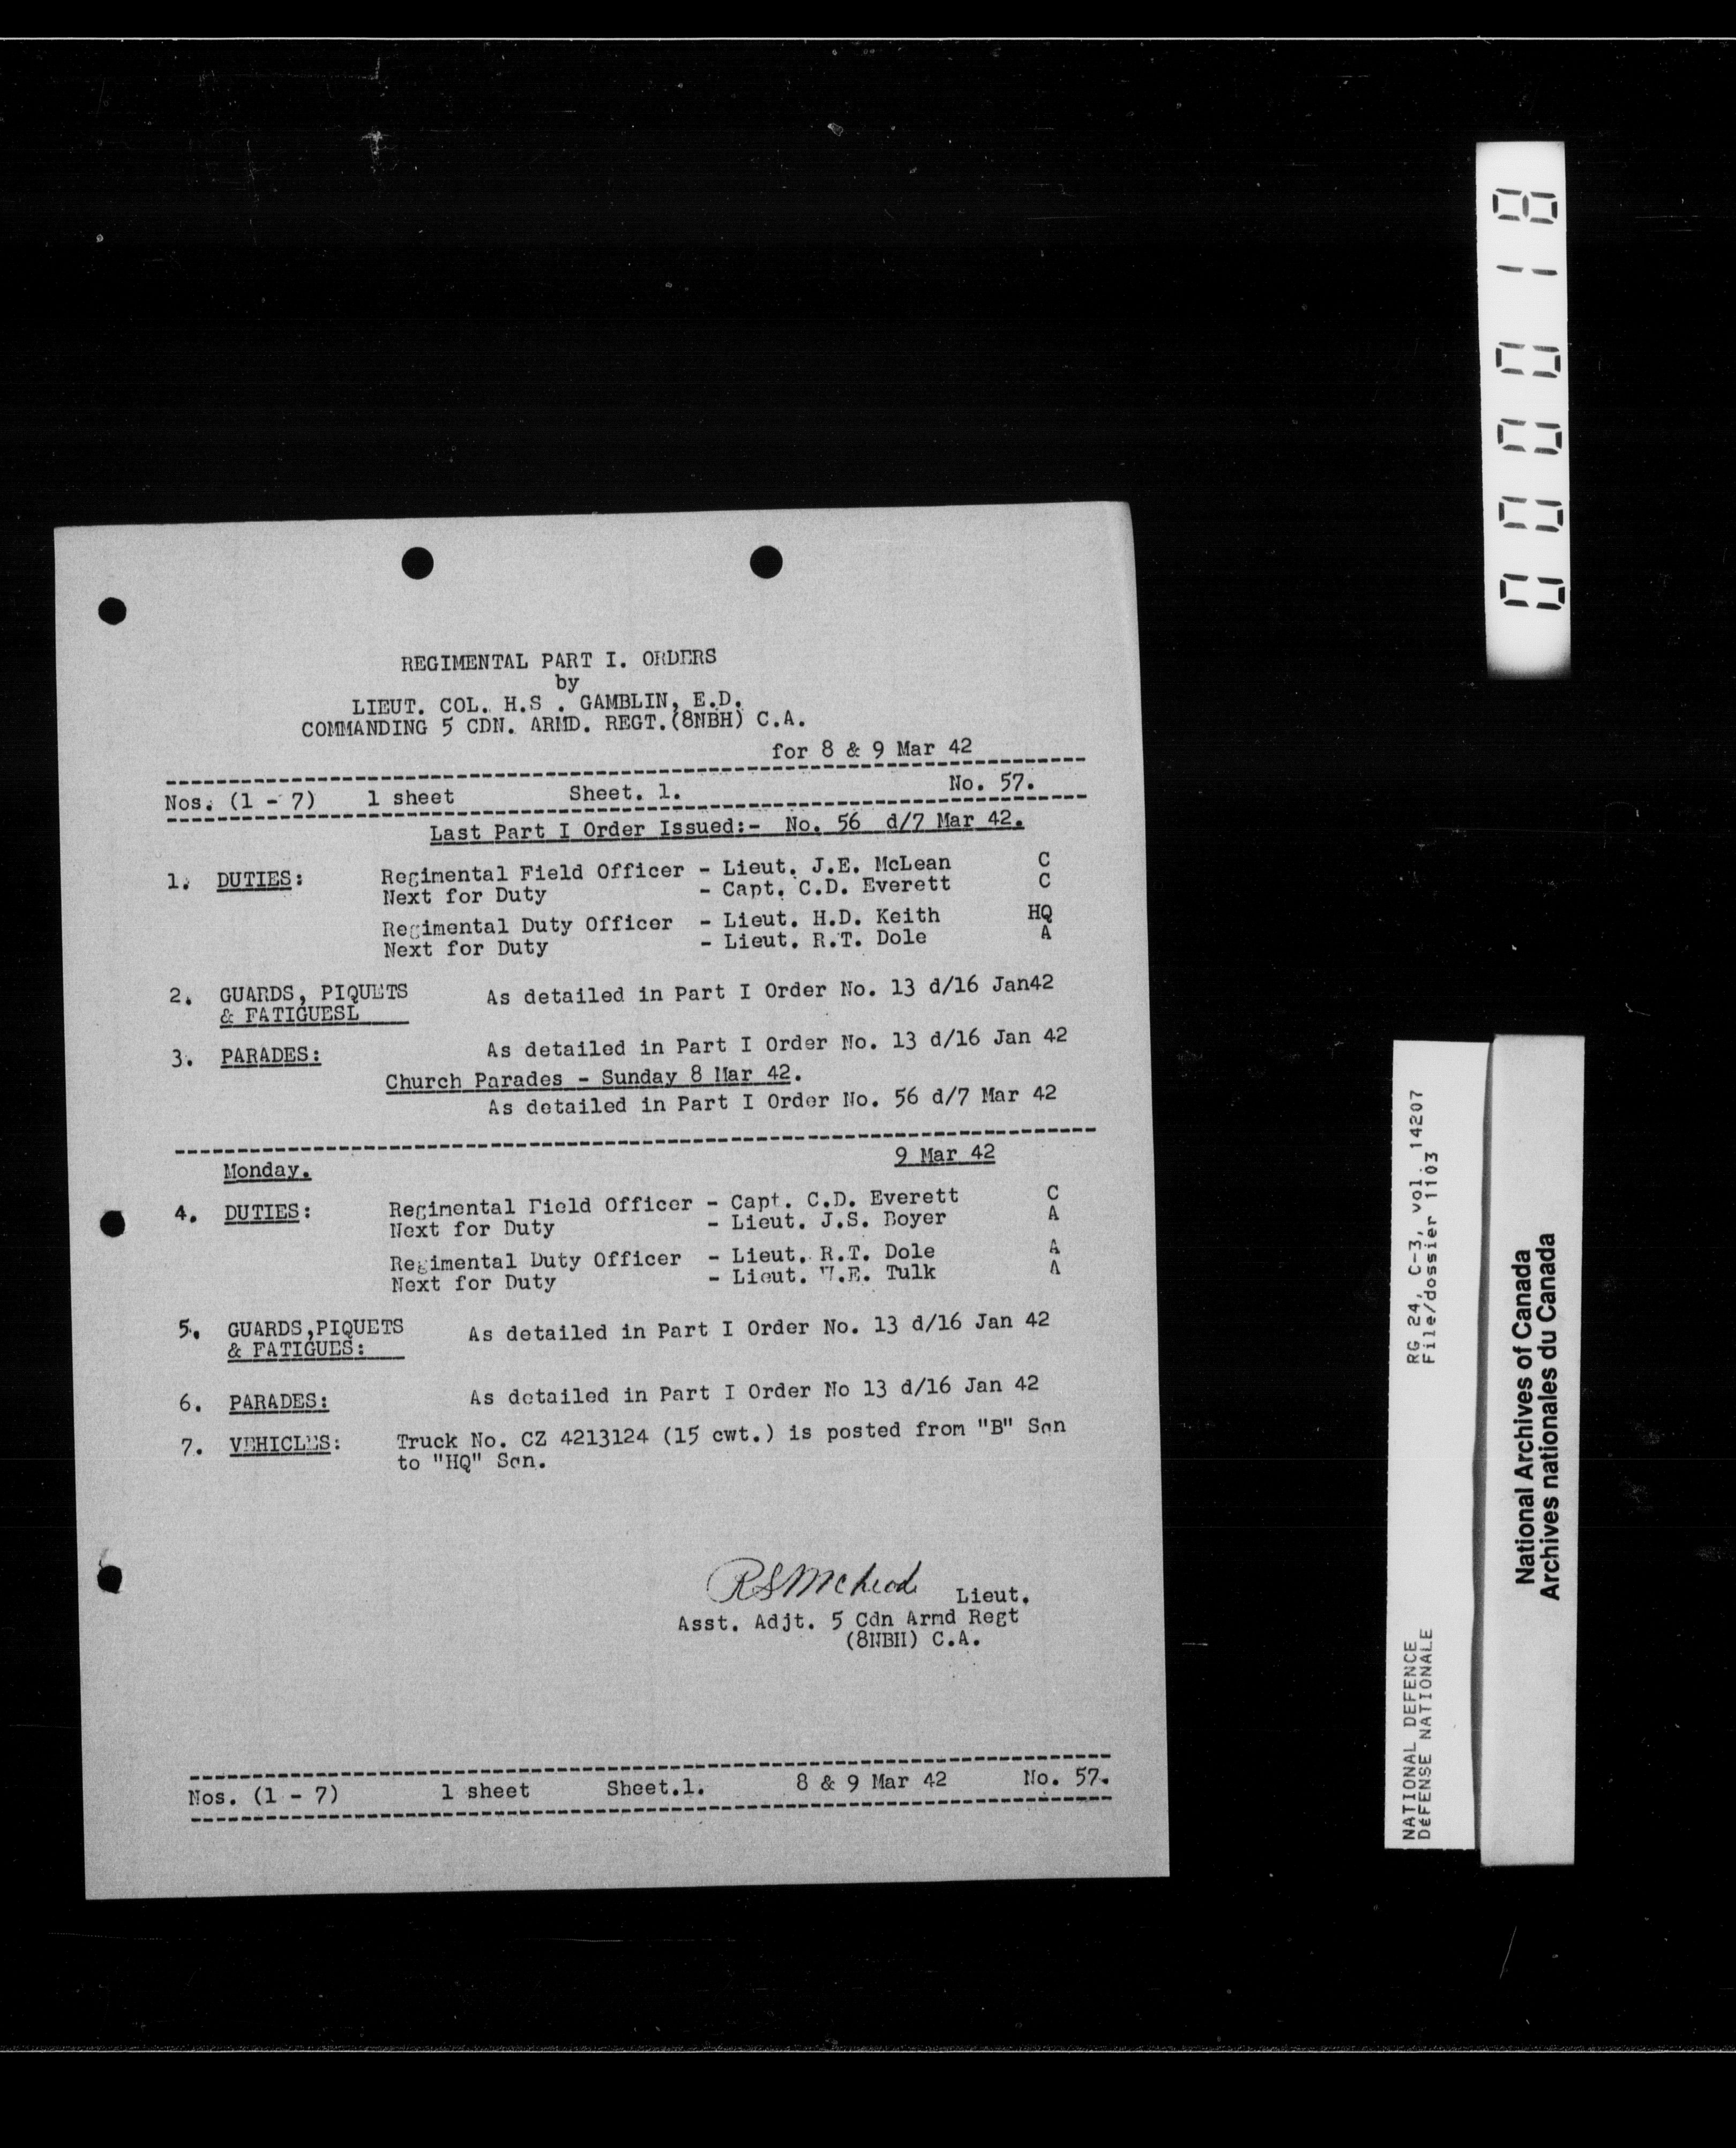 REGIMENTAL PART I. ORDERS
by
LIEUT. COL. H.S . GAMBLIN, E.D.
COMMANDING 5 CDN. ARMD. REGT.(8NBH) C.A.
for 8 & 9 Mar 42
Nos. (1 - 7) 1 sheet Sheet. 1. No. 57.
Last Part I Order Issued:- No. 56 d/7 Mar 42.
1. DUTIES: Regimental Field Officer - Lieut. J.E. McLean C
Next for Duty - Capt. C.D. Everett C
Regimental Duty Officer - Lieut. H.D. Keith HQ
Next for Duty - Lieut. R.T. Dole A
2. GUARDS, PIQUETS As detailed in Part I Order No. 13 d/16 Jan42
& FATIGUESL
3. PARADES: As detailed in Part I Order No. 13 d/16 Jan 42
Church Parades - Sunday 8 Mar 42.
As detailed in Part I Order No. 56 d/7 Mar 42
Monday. 9 Mar 42
4. DUTIES: Regimental Field Officer - Capt. C.D. Everett C
Next for Duty - Lieut. J.S. Boyer A
Regimental Duty Officer - Lieut. R.T. Dole A
Next for Duty - Lieut. W.E. Tulk A
5. GUARDS,PIQUETS As detailed in Part I Order No. 13 d/16 Jan 42
& FATIGUES:
6. PARADES: As detailed in Part I Order No 13 d/16 Jan 42
7. VEHICLES: Truck No. CZ 4213124 (15 cwt.) is posted from "B" Sqn
to "HQ" Sqn.
RSMcLeod Lieut.
Asst. Adjt. 5 Cdn Armd Regt
(8NBH) C.A.
Nos. (1 - 7) 1 sheet Sheet.1. 8 & 9 Mar 42 No. 57.
000018
NATIONAL DEFENCE RG 24, C-3, vol. 14207
DéFENSE NATIONALE File/dossier 1103
National Archives of Canada
Archives nationales du Canada